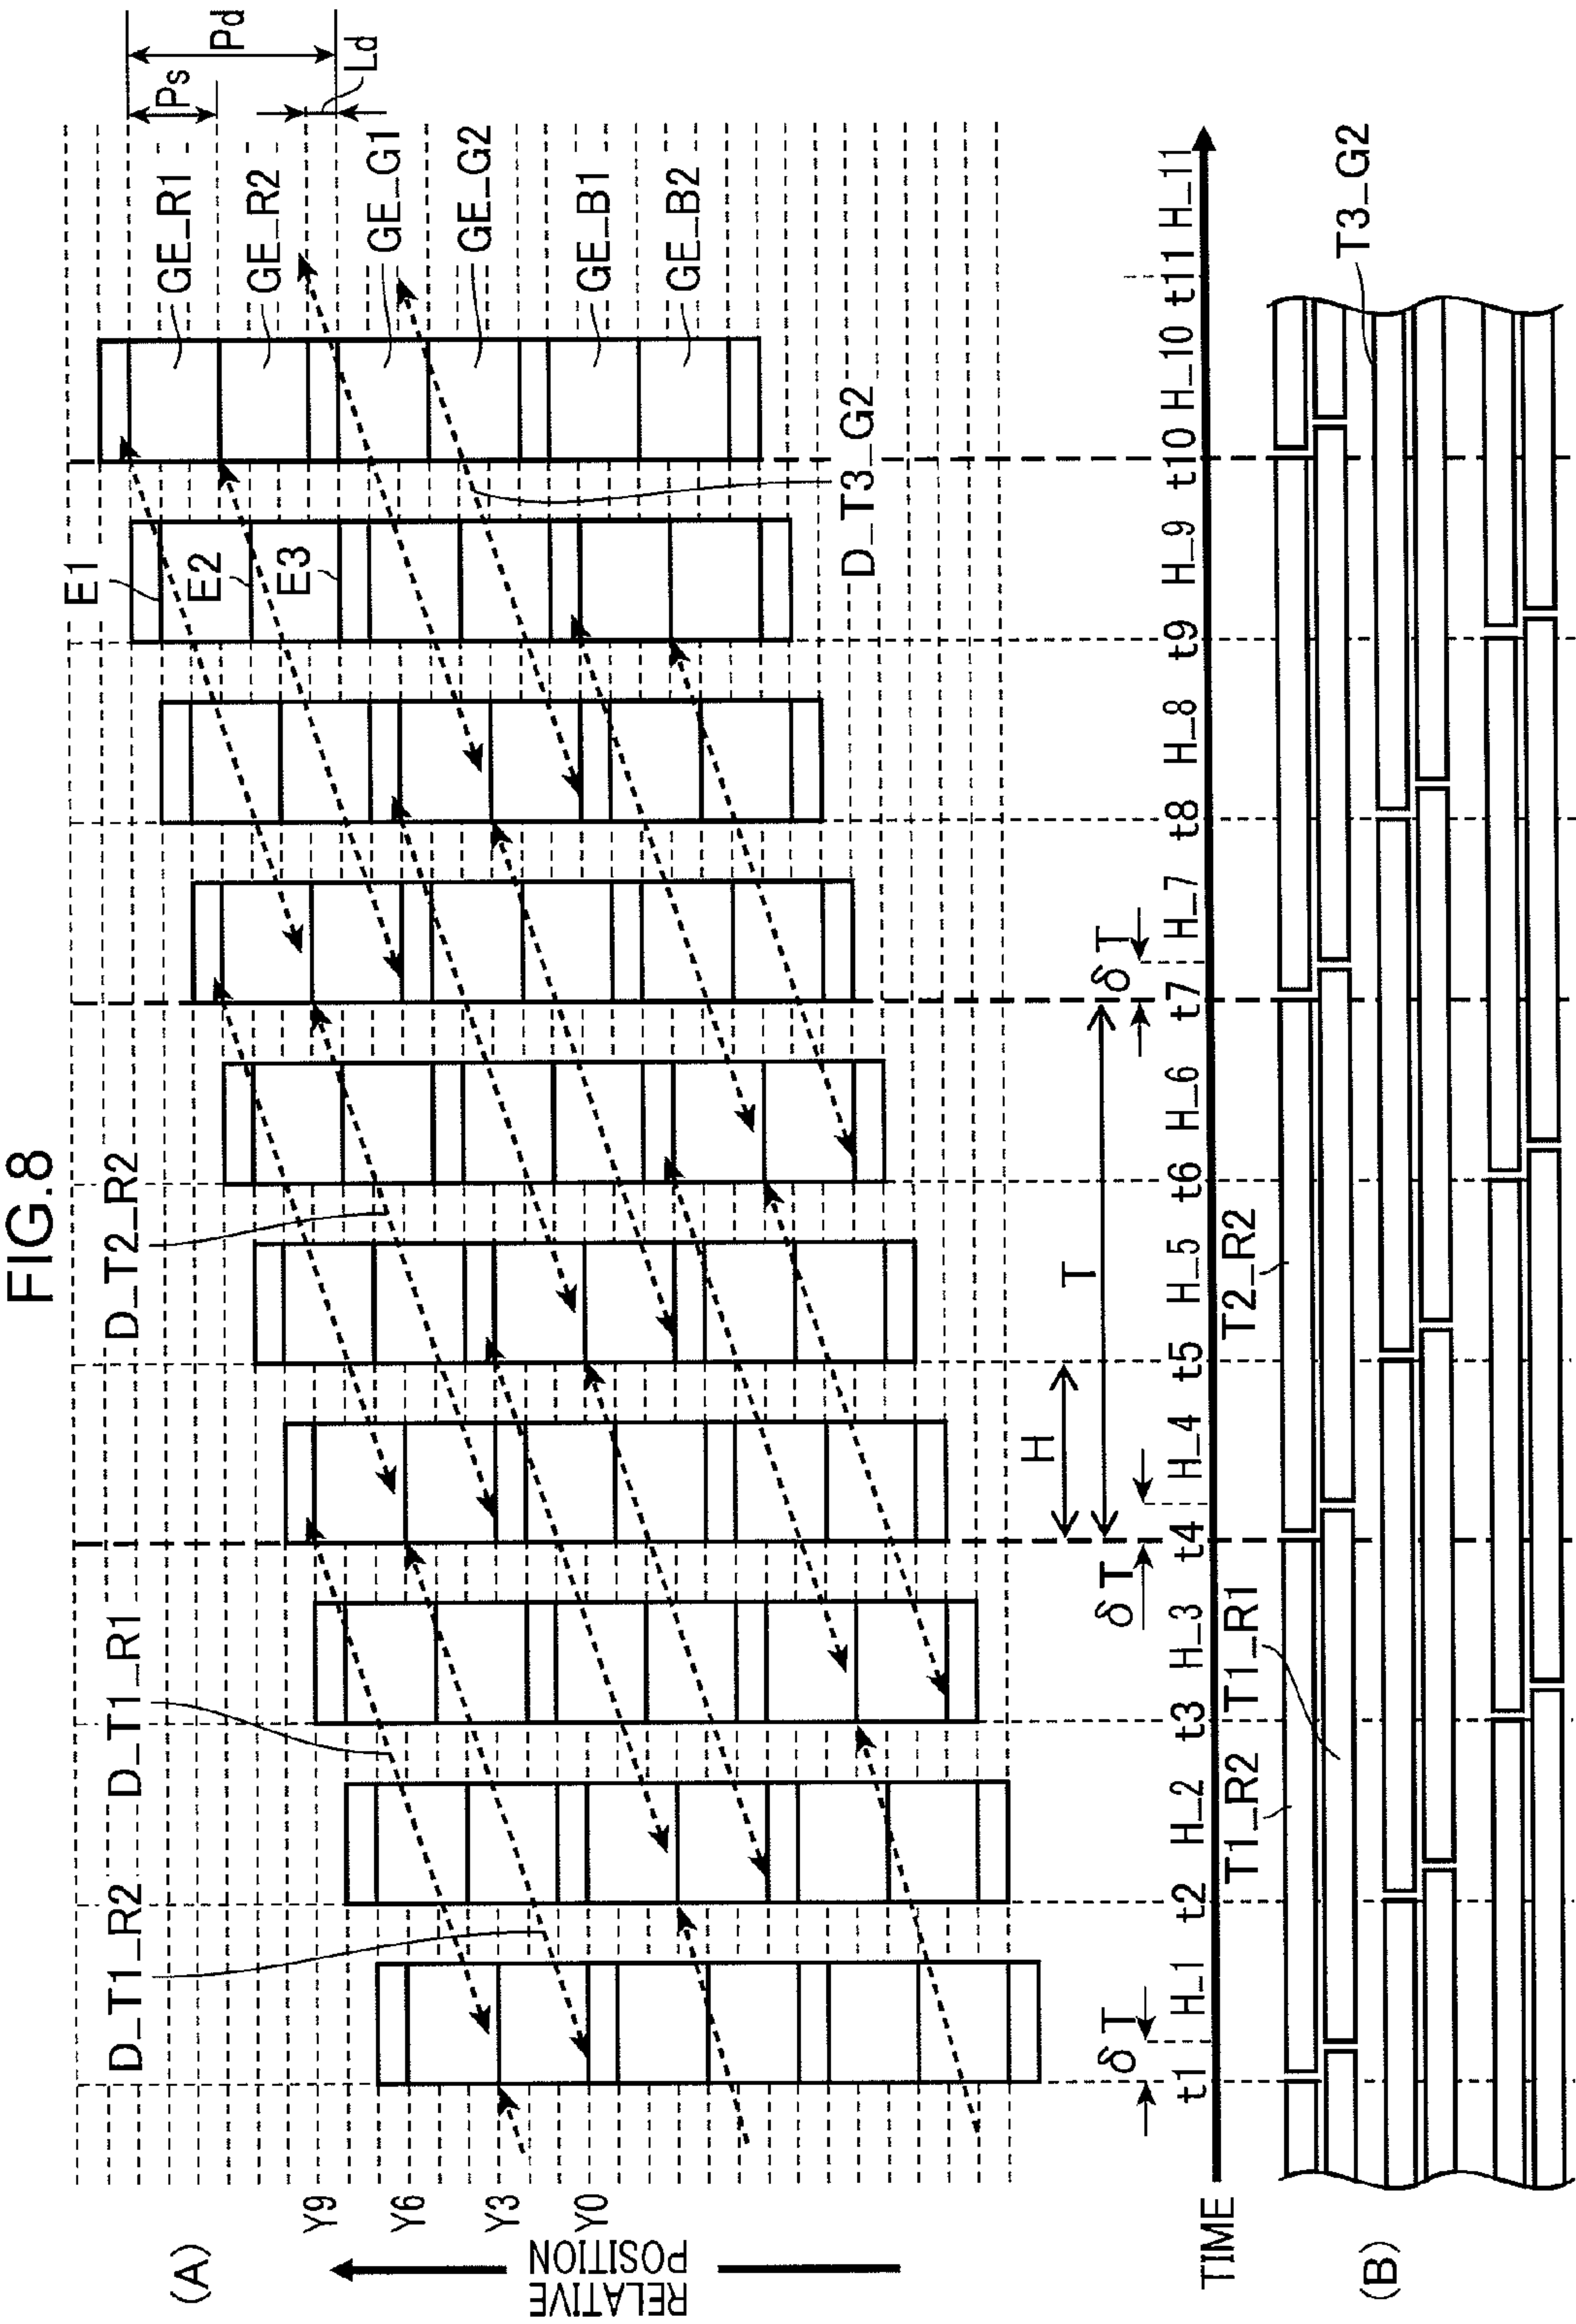 FIG.8
(A)
RELATIVE
POSITION
Y9
Y6
Y3
Y0
D_T1_R2
D_T1_R1
D_T2_R2
E1
E2
E3
D_T3_G2
Ps
Pd
Ld
GE_R1
GE_R2
GE_G1
GE_G2
GE_B1
GE_B2
H
T
δT
δT
δT
TIME
t1
H_1
t2
H_2
t3
H_3
t4
H_4
t5
H_5
t6
H_6
t7
H_7
t8
H_8
t9
H_9
t10
H_10
t11
H_11
(B)
T1_R2
T1_R1
T2_R2
T3_G2